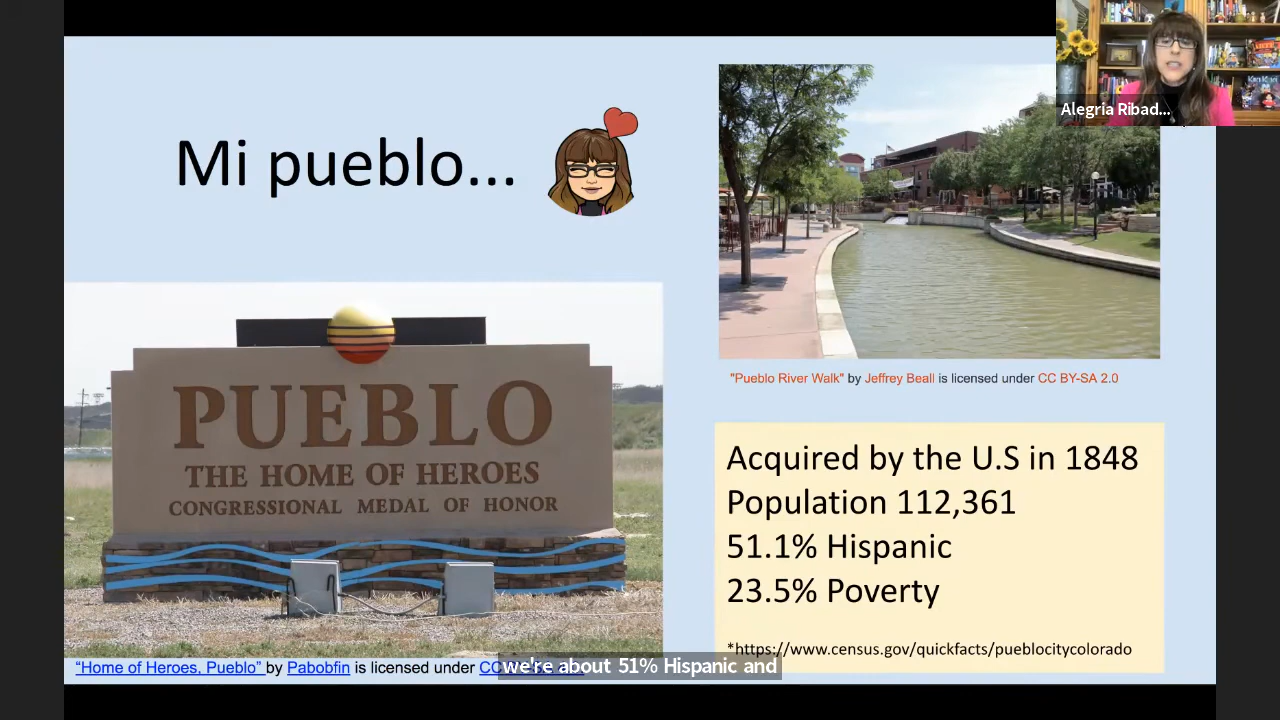 Mi pueblo...
Alegria Ribad...
PUEBLO
THE HOME OF HEROES
CONGRESSIONAL MEDAL OF HONOR
"Pueblo River Walk" by Jeffrey Beall is licensed under CC BY-SA 2.0
Acquired by the U.S in 1848
Population 112,361
51.1% Hispanic
23.5% Poverty
*https://www.census.gov/quickfacts/pueblocitycolorado
“Home of Heroes, Pueblo” by Pabobfin is licensed under
we're about 51% Hispanic and